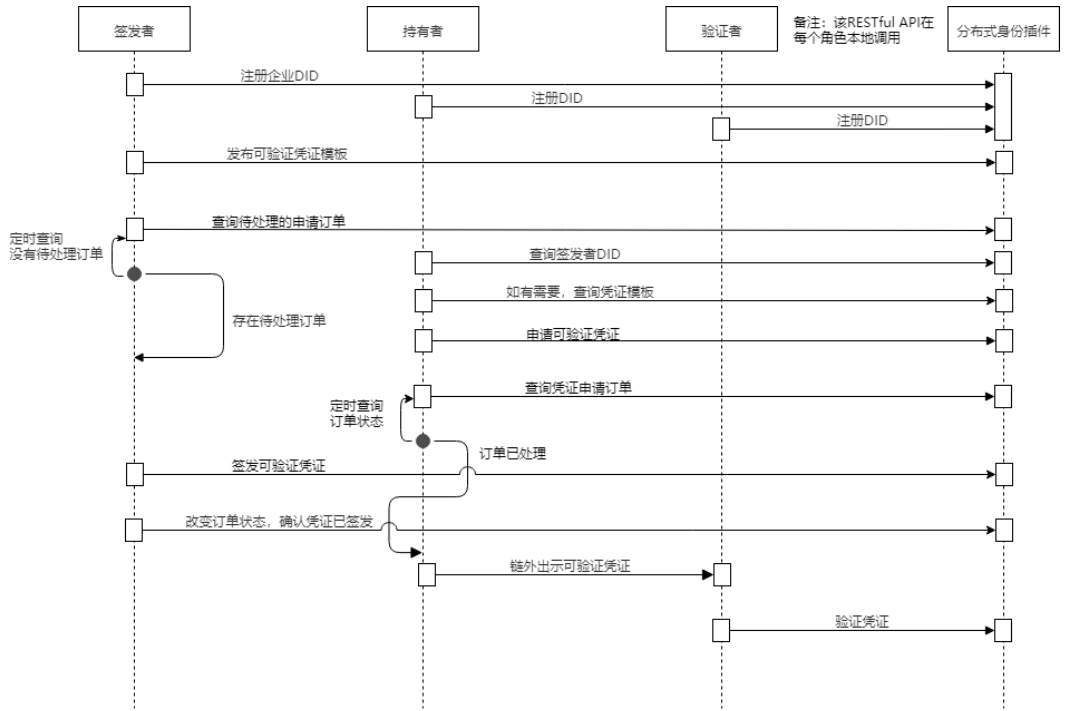 签发者
持有者
验证者
备注：该RESTful API在
每个角色本地调用
分布式身份插件
注册企业DID
注册DID
注册DID
发布可验证凭证模板
查询待处理的申请订单
定时查询
没有待处理订单
查询签发者DID
如有需要，查询凭证模板
存在待处理订单
申请可验证凭证
查询凭证申请订单
定时查询
订单状态
订单已处理
签发可验证凭证
改变订单状态，确认凭证已签发
链外出示可验证凭证
验证凭证